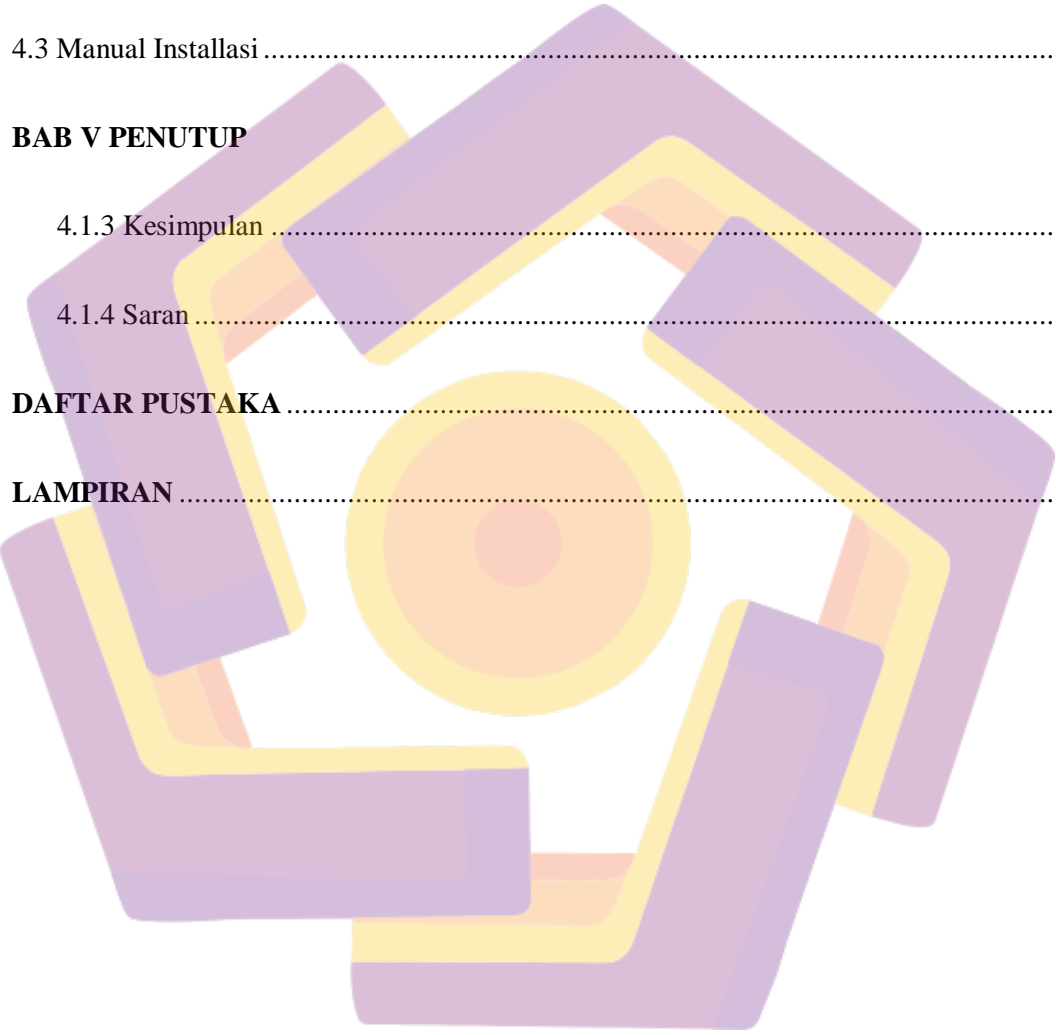 4.3 Manual Installasi ........................................................................................................
BAB V PENUTUP
4.1.3 Kesimpulan .....................................................................................................
4.1.4 Saran ...............................................................................................................
DAFTAR PUSTAKA ....................................................................................................
LAMPIRAN ..................................................................................................................